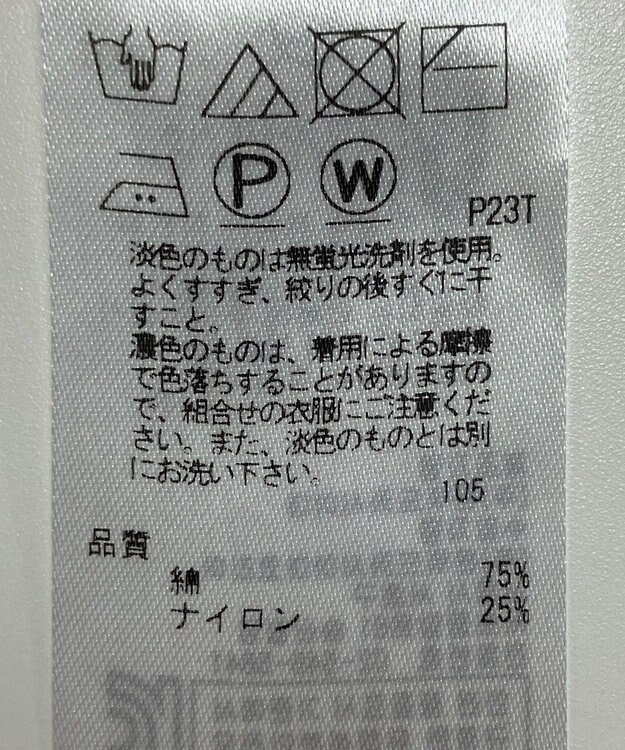 P W
P23T
淡色のものは無蛍光洗剤を使用。
よくすすぎ、絞りの後すぐに干
すこと。
濃色のものは、着用による摩擦
で色落ちすることがありますの
で、組合せの衣服にご注意くだ
さい。また、淡色のものとは別
にお洗い下さい。
105
品質
綿 75%
ナイロン 25%